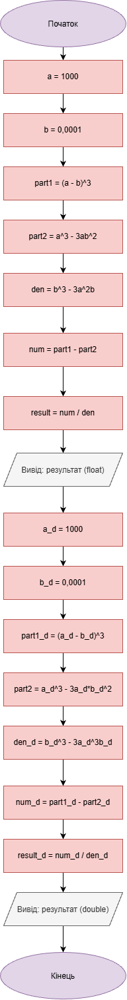 Початок
a = 1000
b = 0,0001
part1 = (a - b)^3
part2 = a^3 - 3ab^2
den = b^3 - 3a^2b
num = part1 - part2
result = num / den
Вивід: результат (float)
a_d = 1000
b_d = 0,0001
part1_d = (a_d - b_d)^3
part2 = a_d^3 - 3a_d*b_d^2
den_d = b_d^3 - 3a_d^3b_d
num_d = part1_d - part2_d
result_d = num_d / den_d
Вивід: результат (double)
Кінець